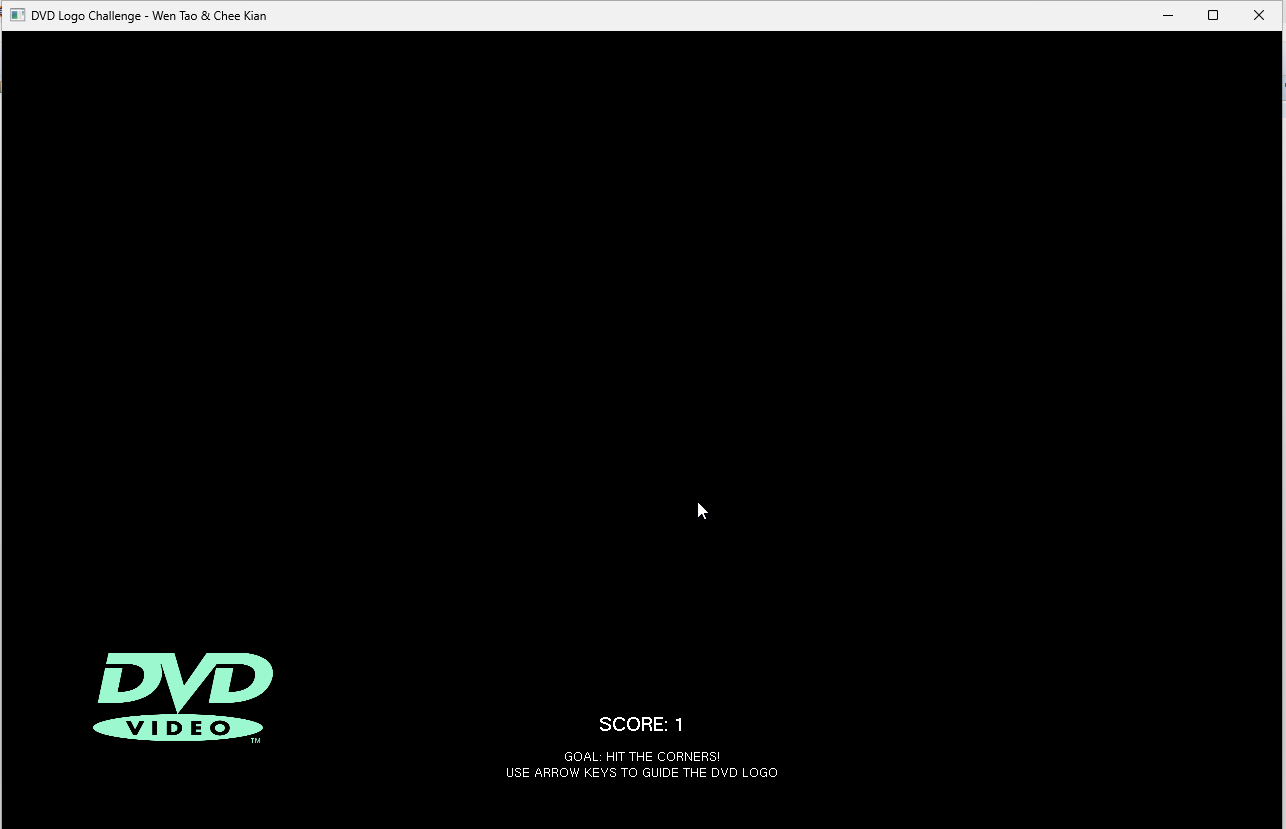 DVD Logo Challenge - Wen Tao & Chee Kian
DVD
VIDEO
TM
SCORE: 1
GOAL: HIT THE CORNERS!
USE ARROW KEYS TO GUIDE THE DVD LOGO